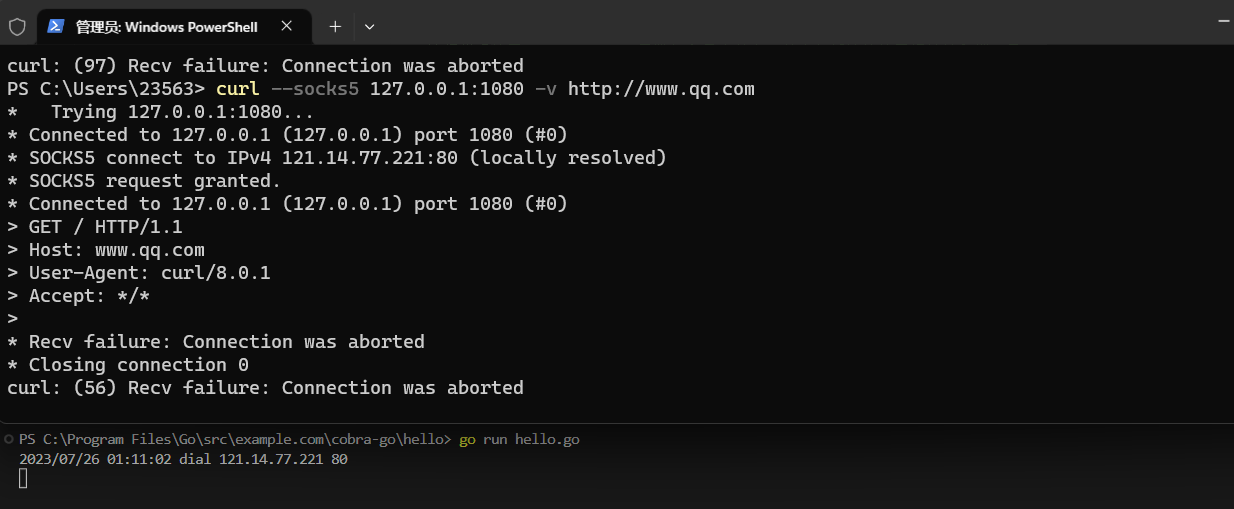 管理员: Windows PowerShell
curl: (97) Recv failure: Connection was aborted
PS C:\Users\23563> curl --socks5 127.0.0.1:1080 -v http://www.qq.com
*   Trying 127.0.0.1:1080...
* Connected to 127.0.0.1 (127.0.0.1) port 1080 (#0)
* SOCKS5 connect to IPv4 121.14.77.221:80 (locally resolved)
* SOCKS5 request granted.
* Connected to 127.0.0.1 (127.0.0.1) port 1080 (#0)
> GET / HTTP/1.1
> Host: www.qq.com
> User-Agent: curl/8.0.1
> Accept: */*
>
* Recv failure: Connection was aborted
* Closing connection 0
curl: (56) Recv failure: Connection was aborted
PS C:\Program Files\Go\src\example.com\cobra-go\hello> go run hello.go
2023/07/26 01:11:02 dial 121.14.77.221 80